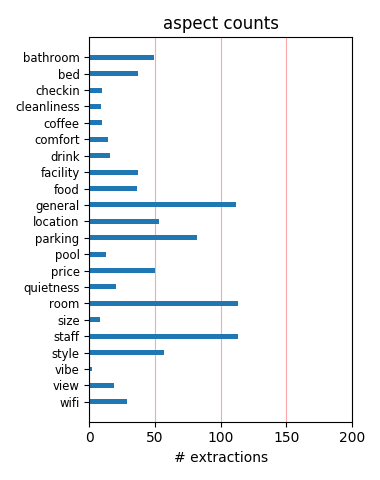 aspect counts
bathroom
bed
checkin
cleanliness
coffee
comfort
drink
facility
food
general
location
parking
pool
price
quietness
room
size
staff
style
vibe
view
wifi
0 50 100 150 200
# extractions